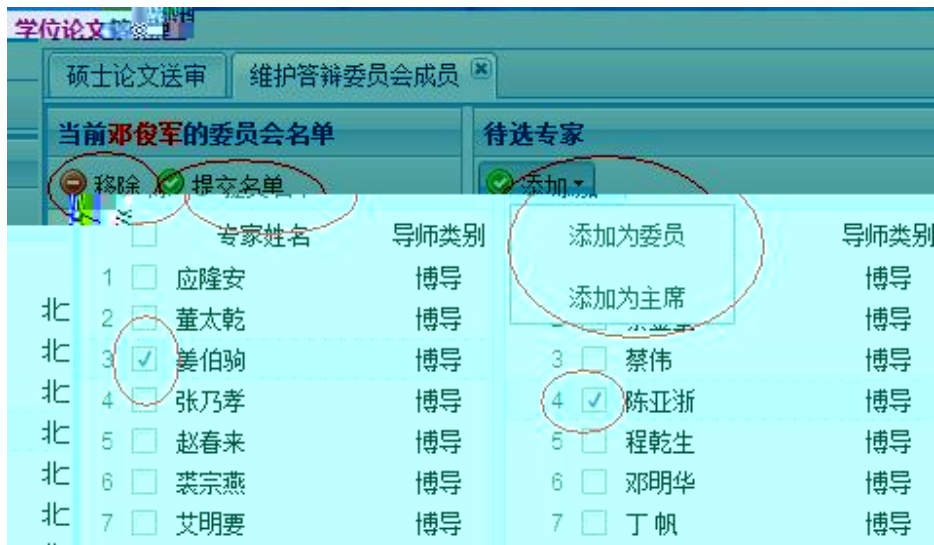 学位论文
硕士论文送审 维护答辩委员会成员
当前邓俊军的委员会名单 待选专家
移除 提交名单 添加
专家姓名 导师类别 添加为委员 导师类别
1 应隆安 博导 博导
添加为主席
北 2 董太乾 博导 博导
北 3 姜伯驹 博导 3 蔡伟 博导
北 4 张乃孝 博导 4 陈亚浙 博导
北 5 赵春来 博导 5 程乾生 博导
北 6 裘宗燕 博导 6 邓明华 博导
北 7 艾明要 博导 7 丁帆 博导